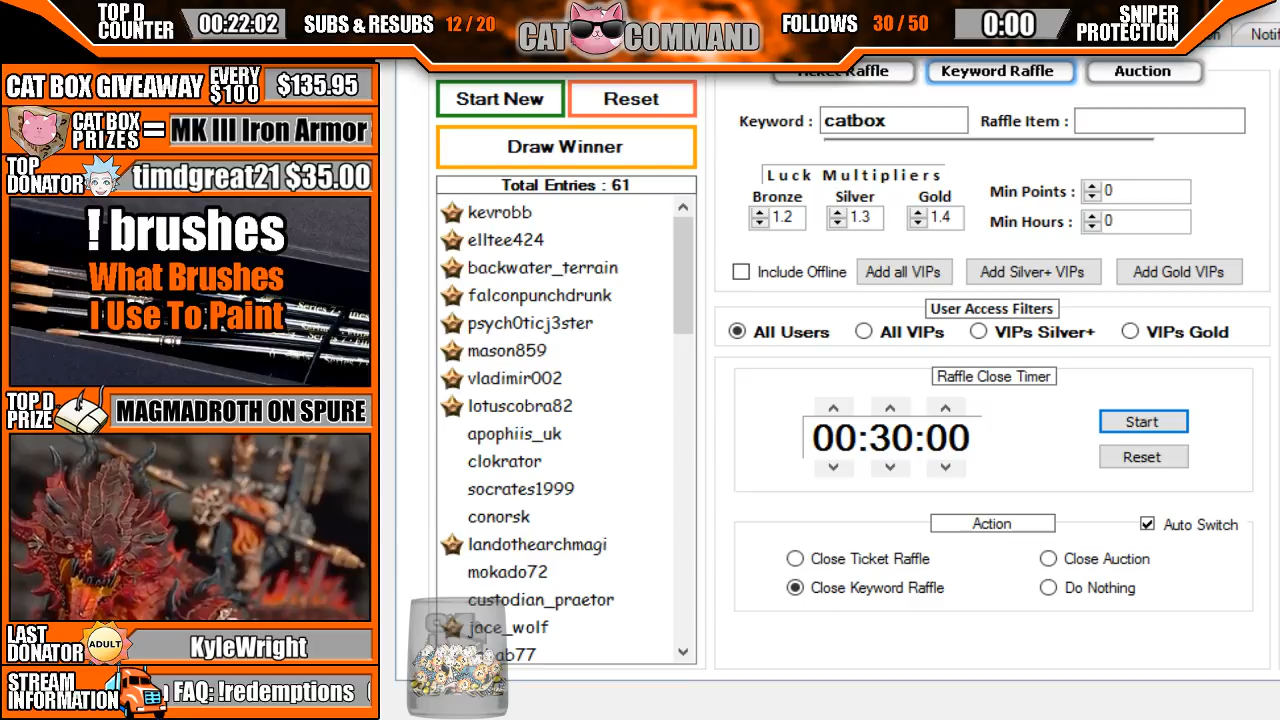 TOP D
COUNTER
00:22:02
SUBS & RESUBS 12 / 20
CAT COMMAND
FOLLOWS 30 / 50
0:00
SNIPER
PROTECTION
Notif
CAT BOX GIVEAWAY EVERY $100 $135.95
CAT BOX
PRIZES = MK III Iron Armor
TOP
DONATOR timdgreat21 $35.00
! brushes
What Brushes
I Use To Paint
TOP D
PRIZE MAGMADROTH ON SPURE
LAST
DONATOR ADULT KyleWright
STREAM
INFORMATION FAQ: !redemptions (
Start New Reset
Draw Winner
Total Entries : 61
kevrobb
elltee424
backwater_terrain
falconpunchdrunk
psych0ticj3ster
mason859
vladimir002
lotuscobra82
apophiis_uk
clokrator
socrates1999
conorsk
landothearchmagi
mokado72
custodian_praetor
jace_wolf
ab77
Ticket Raffle Keyword Raffle Auction
Keyword : catbox Raffle Item :
Luck Multipliers
Bronze Silver Gold
1.2 1.3 1.4
Min Points : 0
Min Hours : 0
Include Offline Add all VIPs Add Silver+ VIPs Add Gold VIPs
User Access Filters
All Users All VIPs VIPs Silver+ VIPs Gold
Raffle Close Timer
00:30:00
Start
Reset
Action Auto Switch
Close Ticket Raffle Close Auction
Close Keyword Raffle Do Nothing